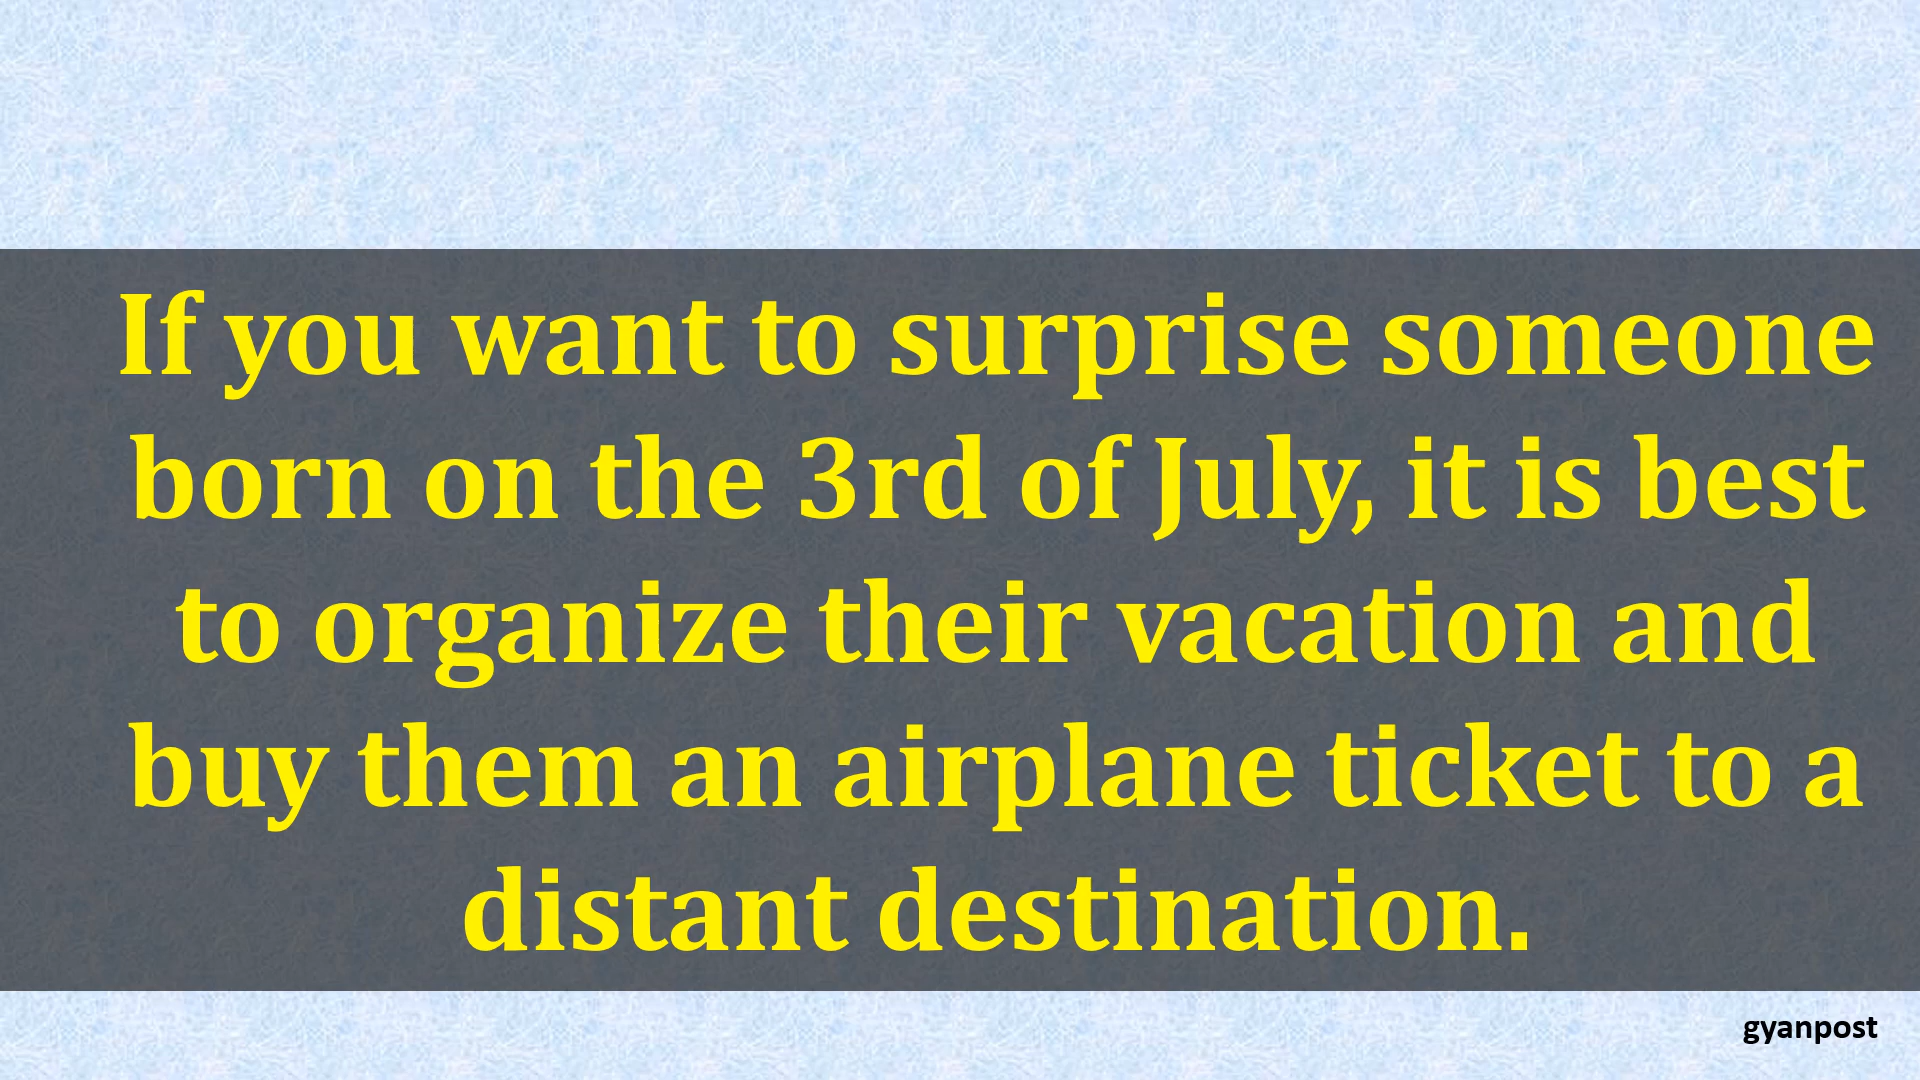 If you want to surprise someone
born on the 3rd of July, it is best
to organize their vacation and
buy them an airplane ticket to a
distant destination.
gyanpost